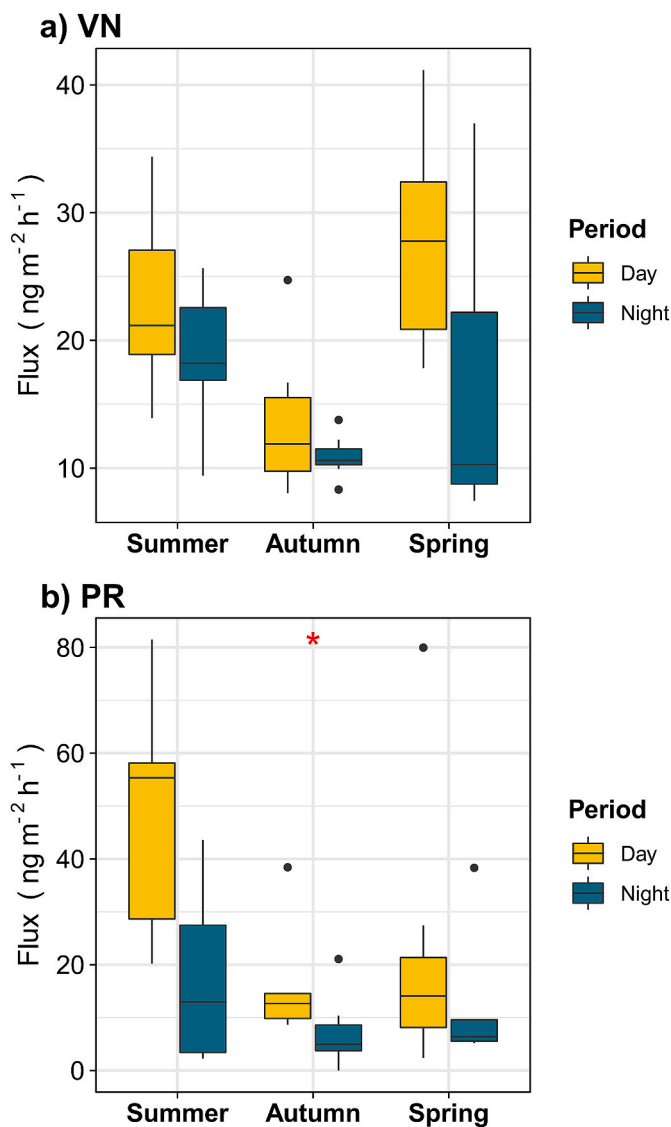 a) VN
Flux ( ng m⁻² h⁻¹ )
40
30
20
10
Summer Autumn Spring
Period
Day
Night
b) PR
*
Flux ( ng m⁻² h⁻¹ )
80
60
40
20
0
Summer Autumn Spring
Period
Day
Night